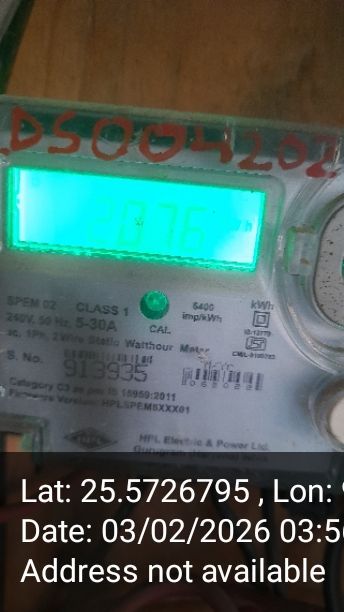 DS004202
2076
SPEM 02 CLASS 1 6400 kWh
240V, 50 Hz, 5-30A imp/kWh
CAL.
ac, 1Ph, 2Wire Static Watthour Meter
S. No.
913935
Category C3 as per IS 15959:2011
Firmware Version: HPLSPEM5XXX01
HPL Electric & Power Ltd.
Lat: 25.5726795 , Lon:
Date: 03/02/2026 03:5
Address not available